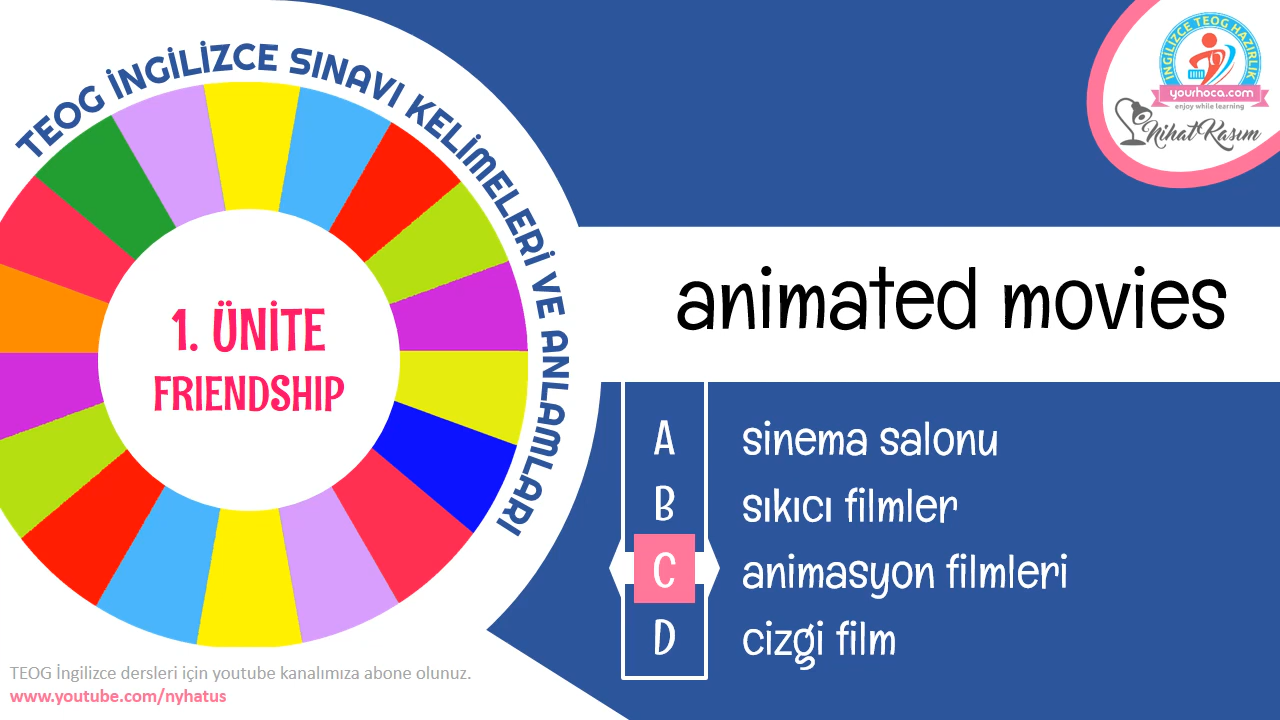 TEOG İNGİLİZCE SINAVI KELİMELERİ VE ANLAMLARI
İNGİLİZCE TEOG HAZIRLIK
yourhoca.com
enjoy while learning
Nihat Kasım
1. ÜNİTE
FRIENDSHIP
animated movies
A sinema salonu
B sıkıcı filmler
C animasyon filmleri
D cizgi film
TEOG İngilizce dersleri için youtube kanalımıza abone olunuz.
www.youtube.com/nyhatus